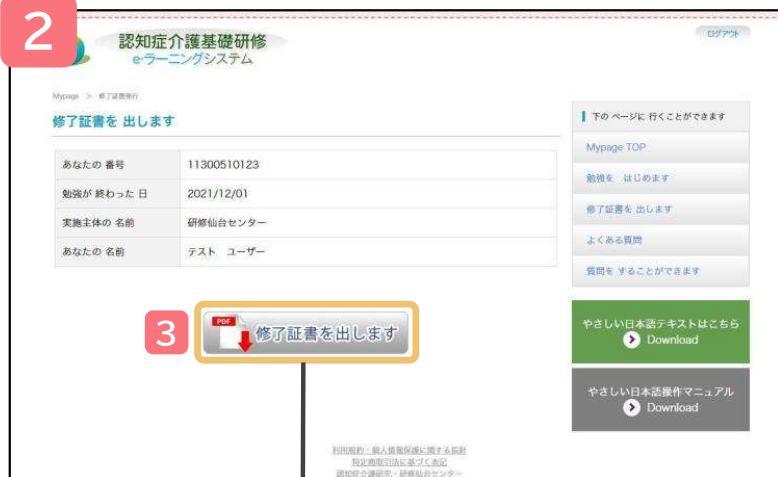 2
認知症介護基礎研修
e-ラーニングシステム
ログアウト
Mypage > 修了証書発行
修了証書を 出します
あなたの 番号 11300510123
勉強が 終わった 日 2021/12/01
実施主体の 名前 研修仙台センター
あなたの 名前 テスト ユーザー
3
PDF
修了証書を出します
下の ページに 行くことができます
Mypage TOP
勉強を はじめます
修了証書を 出します
よくある質問
質問を することができます
やさしい日本語テキストはこちら
Download
やさしい日本語操作マニュアル
Download
利用規約・個人情報保護に関する指針
特定商取引法に基づく表記
認知症介護研究・研修仙台センター